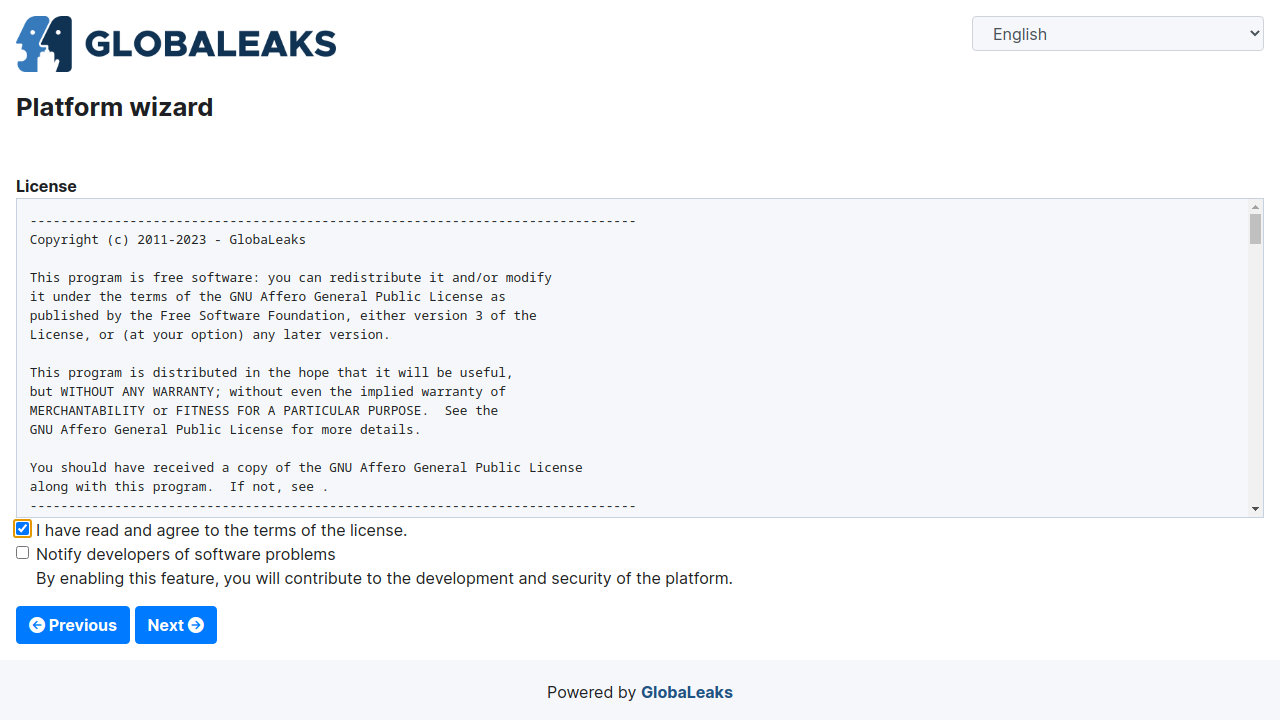 GLOBALEAKS
English
Platform wizard
License
-------------------------------------------------------------------------------
Copyright (c) 2011-2023 - GlobaLeaks
This program is free software: you can redistribute it and/or modify
it under the terms of the GNU Affero General Public License as
published by the Free Software Foundation, either version 3 of the
License, or (at your option) any later version.
This program is distributed in the hope that it will be useful,
but WITHOUT ANY WARRANTY; without even the implied warranty of
MERCHANTABILITY or FITNESS FOR A PARTICULAR PURPOSE.  See the
GNU Affero General Public License for more details.
You should have received a copy of the GNU Affero General Public License
along with this program.  If not, see .
-------------------------------------------------------------------------------
I have read and agree to the terms of the license.
Notify developers of software problems
By enabling this feature, you will contribute to the development and security of the platform.
Previous Next
Powered by GlobaLeaks